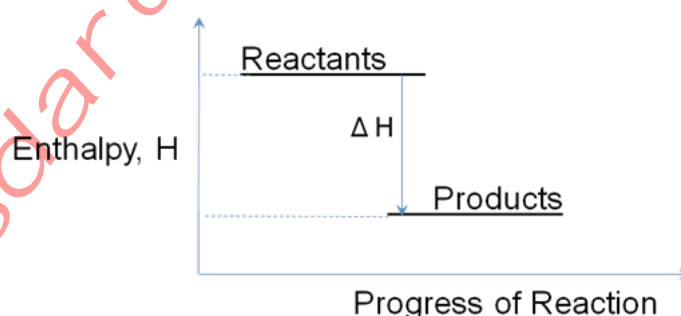 Reactants
Δ H
Enthalpy, H
Products
Progress of Reaction